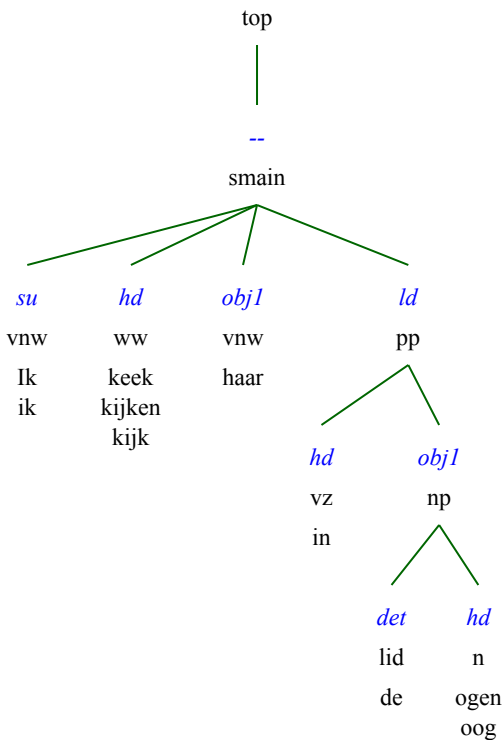 top
--
smain
su hd obj1 ld
vnw ww vnw pp
Ik keek haar
ik kijken
kijk
hd obj1
vz np
in
det hd
lid n
de ogen
oog